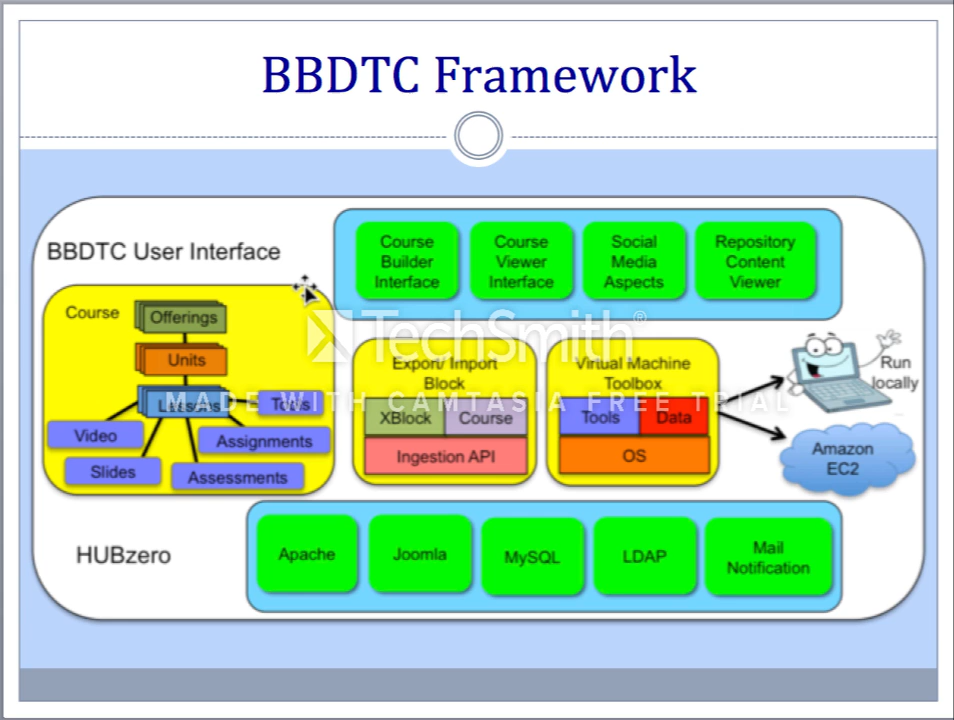 BBDTC Framework
BBDTC User Interface
Course
Builder
Interface
Course
Viewer
Interface
Social
Media
Aspects
Repository
Content
Viewer
Course
Offerings
Units
Lessons
Tools
Video
Assignments
Slides
Assessments
TechSmith®
MADE WITH CAMTASIA FREE TRIAL
Export/ Import
Block
XBlock
Course
Ingestion API
Virtual Machine
Toolbox
Tools
Data
OS
Run
locally
Amazon
EC2
HUBzero
Apache
Joomla
MySQL
LDAP
Mail
Notification